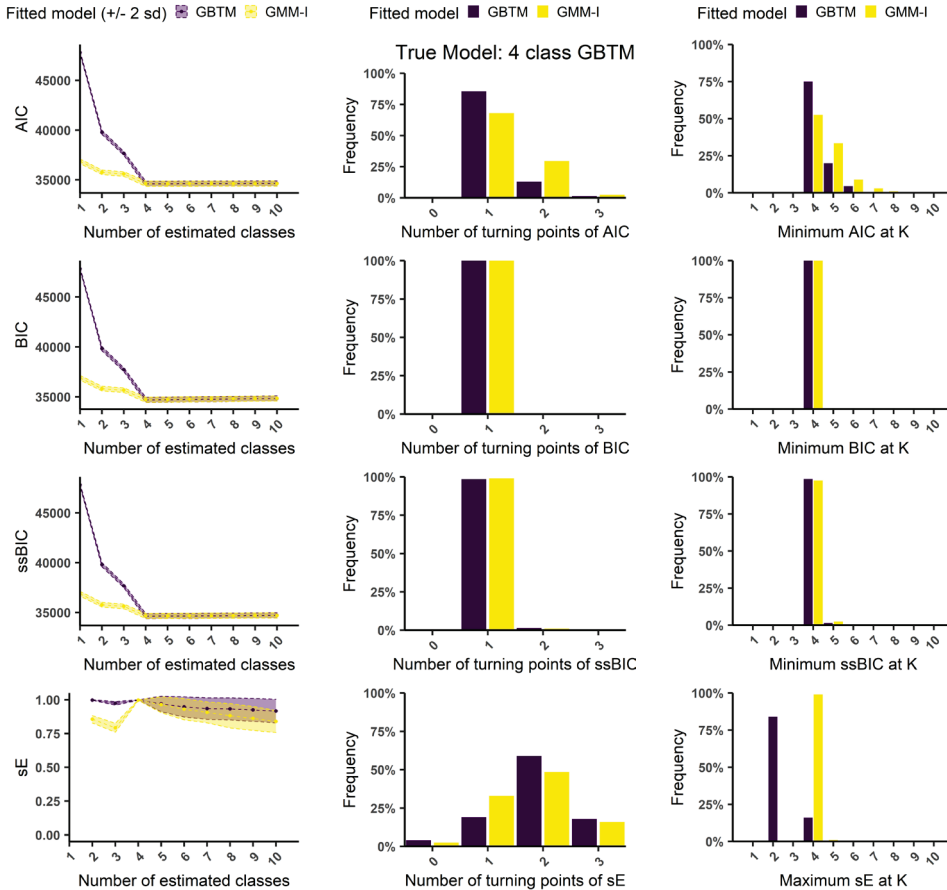 Fitted model (+/- 2 sd) GBTM GMM-I
Fitted model GBTM GMM-I
Fitted model GBTM GMM-I
True Model: 4 class GBTM
AIC
45000
40000
35000
1 2 3 4 5 6 7 8 9 10
Number of estimated classes
Frequency
100%
75%
50%
25%
0%
0 1 2 3
Number of turning points of AIC
Frequency
100%
75%
50%
25%
0%
1 2 3 4 5 6 7 8 9 10
Minimum AIC at K
BIC
45000
40000
35000
1 2 3 4 5 6 7 8 9 10
Number of estimated classes
Frequency
100%
75%
50%
25%
0%
0 1 2 3
Number of turning points of BIC
Frequency
100%
75%
50%
25%
0%
1 2 3 4 5 6 7 8 9 10
Minimum BIC at K
ssBIC
45000
40000
35000
1 2 3 4 5 6 7 8 9 10
Number of estimated classes
Frequency
100%
75%
50%
25%
0%
0 1 2 3
Number of turning points of ssBIC
Frequency
100%
75%
50%
25%
0%
1 2 3 4 5 6 7 8 9 10
Minimum ssBIC at K
sE
1.00
0.75
0.50
0.25
0.00
1 2 3 4 5 6 7 8 9 10
Number of estimated classes
Frequency
100%
75%
50%
25%
0%
0 1 2 3
Number of turning points of sE
Frequency
100%
75%
50%
25%
0%
1 2 3 4 5 6 7 8 9 10
Maximum sE at K